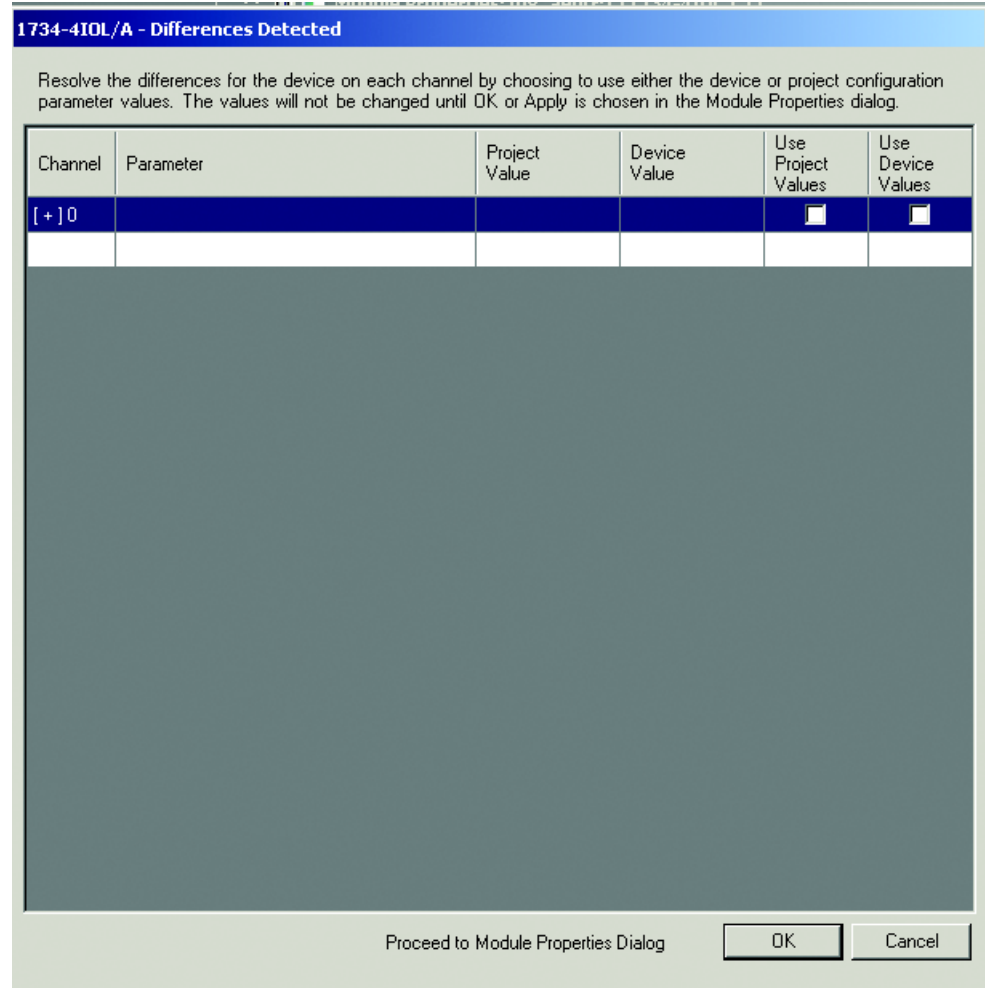 1734-4IOL/A - Differences Detected
Resolve the differences for the device on each channel by choosing to use either the device or project configuration
parameter values. The values will not be changed until OK or Apply is chosen in the Module Properties dialog.
Channel Parameter Project Value Device Value Use Project Values Use Device Values
[+]0
Proceed to Module Properties Dialog OK Cancel